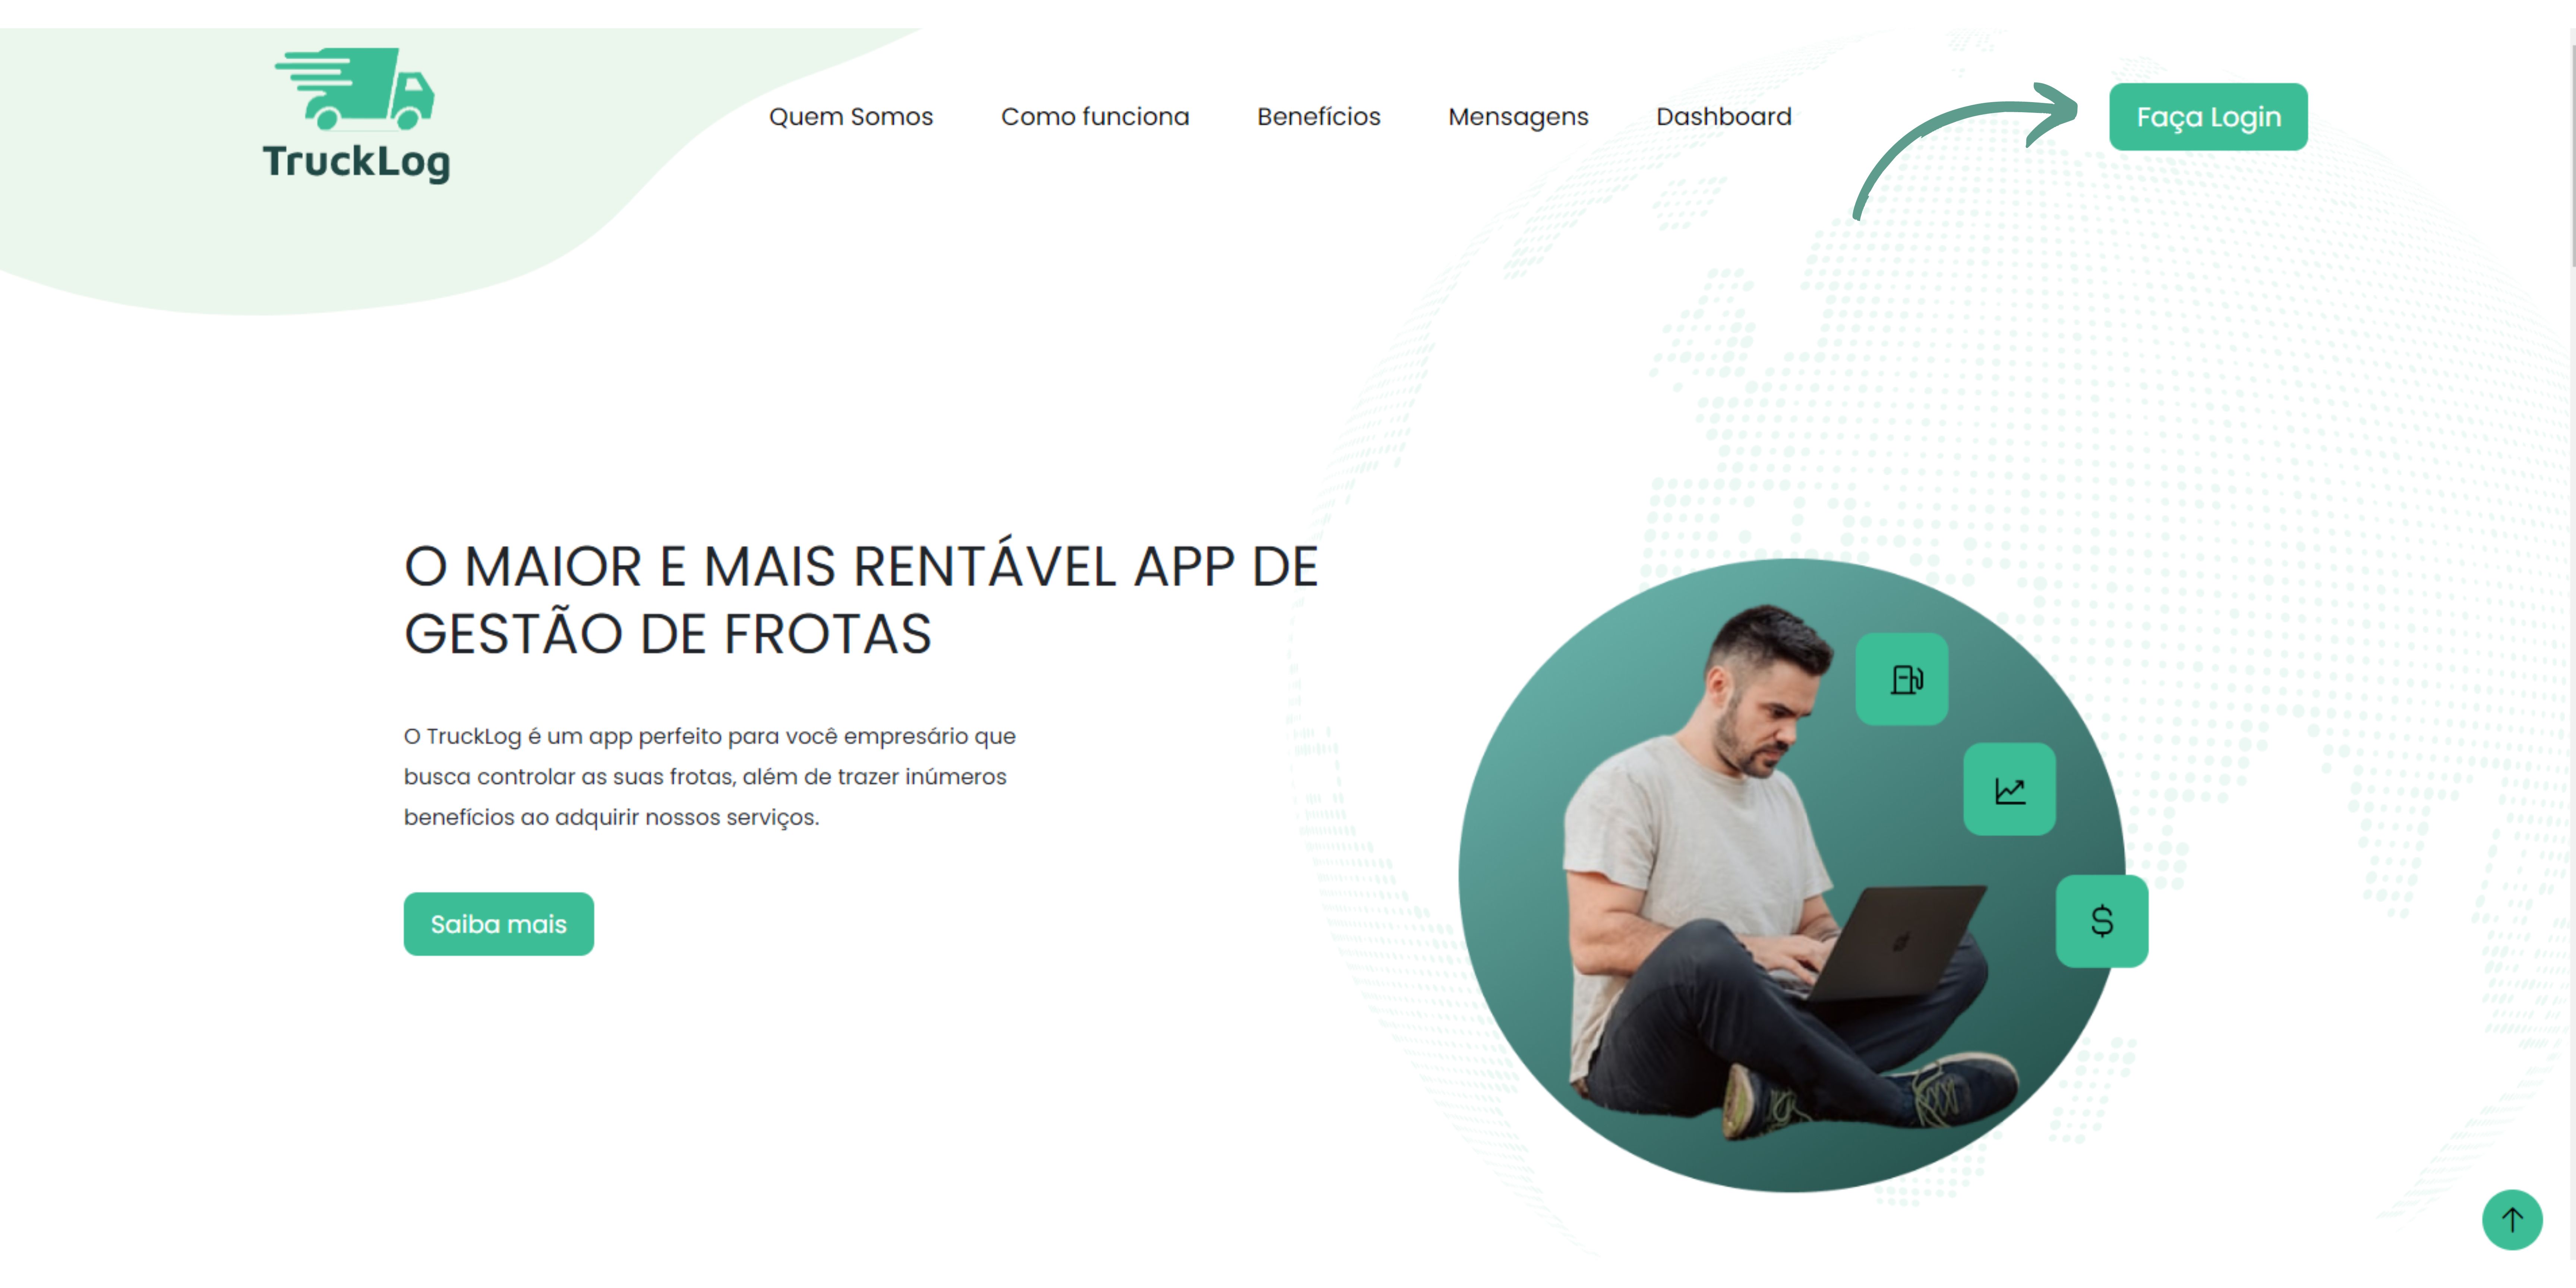 TruckLog
Quem Somos
Como funciona
Benefícios
Mensagens
Dashboard
Faça Login
O MAIOR E MAIS RENTÁVEL APP DE
GESTÃO DE FROTAS
O TruckLog é um app perfeito para você empresário que
busca controlar as suas frotas, além de trazer inúmeros
benefícios ao adquirir nossos serviços.
Saiba mais
$